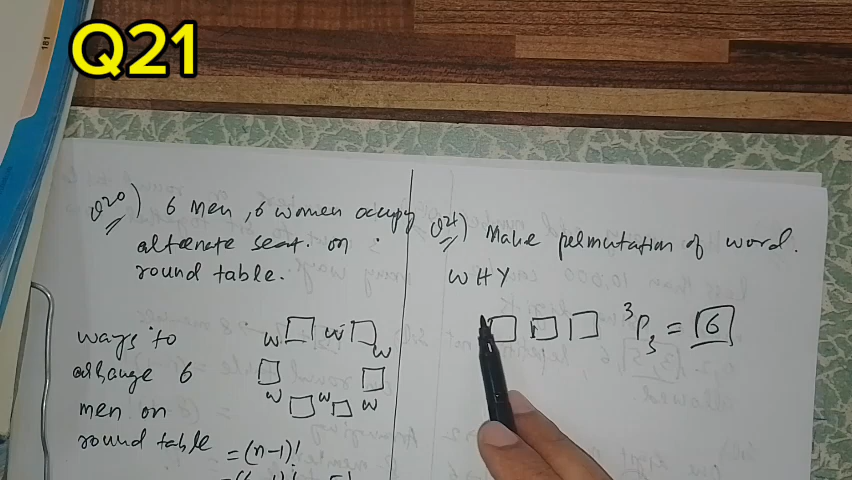 Q21
181
Q20) 6 Men, 6 women occupy
alternate seat on
round table.
ways to
arrange 6
men on
round table
= (n-1)!
W W W
W W W
Q21) Make permutation of word.
WHY
³P₃ = 6